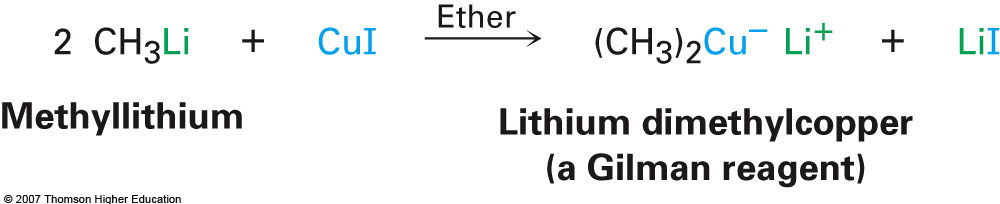 Ether
2 CH₃Li + CuI → (CH₃)₂Cu⁻ Li⁺ + LiI
Methyllithium
Lithium dimethylcopper
(a Gilman reagent)
© 2007 Thomson Higher Education